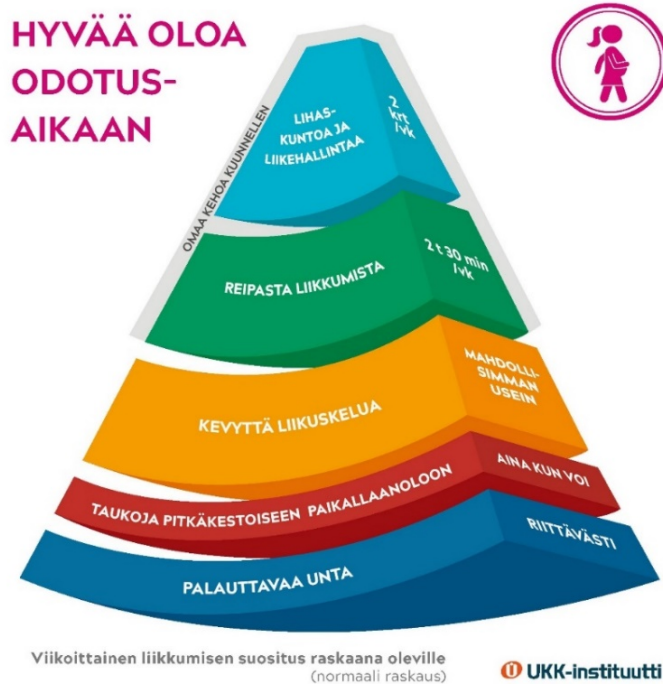 HYVÄÄ OLOA
ODOTUS-
AIKAAN
OMAA KEHOA KUUNNELLEN
LIHAS-
KUNTOA JA
LIIKEHALLINTAA
2
krt
/vk
REIPASTA LIIKKUMISTA
2 t 30 min
/vk
KEVYTTÄ LIIKUSKELUA
MAHDOLLI-
SIMMAN
USEIN
TAUKOJA PITKÄKESTOISEEN PAIKALLAANOLOON
AINA KUN VOI
PALAUTTAVAA UNTA
RIITTÄVÄSTI
Viikoittainen liikkumisen suositus raskaana oleville
(normaali raskaus)
UKK-instituutti